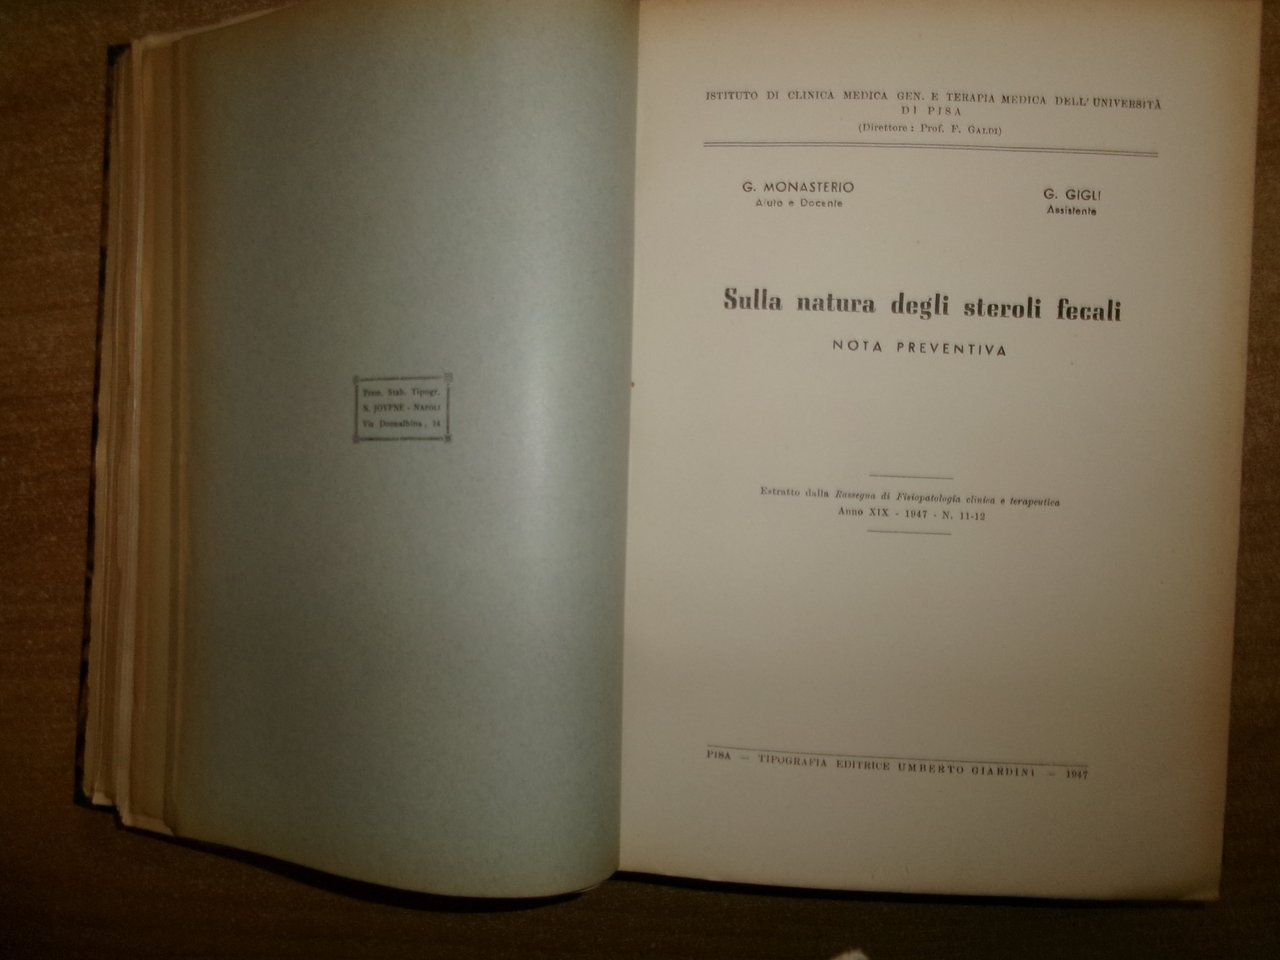 Prem. Stab. Tipogr.
N. JOVENE - NAPOLI
Via Donnalbina, 14
ISTITUTO DI CLINICA MEDICA GEN. E TERAPIA MEDICA DELL'UNIVERSITÀ
DI PISA
(Direttore: Prof. F. GALDI)
G. MONASTERIO
Aiuto e Docente
G. GIGLI
Assistente
Sulla natura degli steroli fecali
NOTA PREVENTIVA
Estratto dalla Rassegna di Fisiopatologia clinica e terapeutica
Anno XIX - 1947 - N. 11-12
PISA — TIPOGRAFIA EDITRICE UMBERTO GIARDINI — 1947